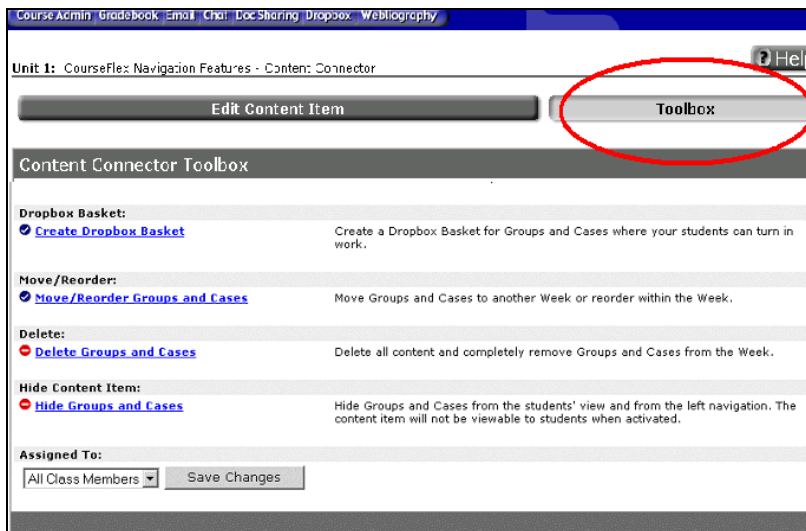 Course Admin Gradebook Email Chat Doc Sharing Dropbox Webliography
Help
Unit 1: CourseFlex Navigation Features - Content Connector
Edit Content Item
Toolbox
Content Connector Toolbox
Dropbox Basket:
Create Dropbox Basket
Create a Dropbox Basket for Groups and Cases where your students can turn in
work.
Move/Reorder:
Move/Reorder Groups and Cases
Move Groups and Cases to another Week or reorder within the Week.
Delete:
Delete Groups and Cases
Delete all content and completely remove Groups and Cases from the Week.
Hide Content Item:
Hide Groups and Cases
Hide Groups and Cases from the students' view and from the left navigation. The
content item will not be viewable to students when activated.
Assigned To:
All Class Members
Save Changes